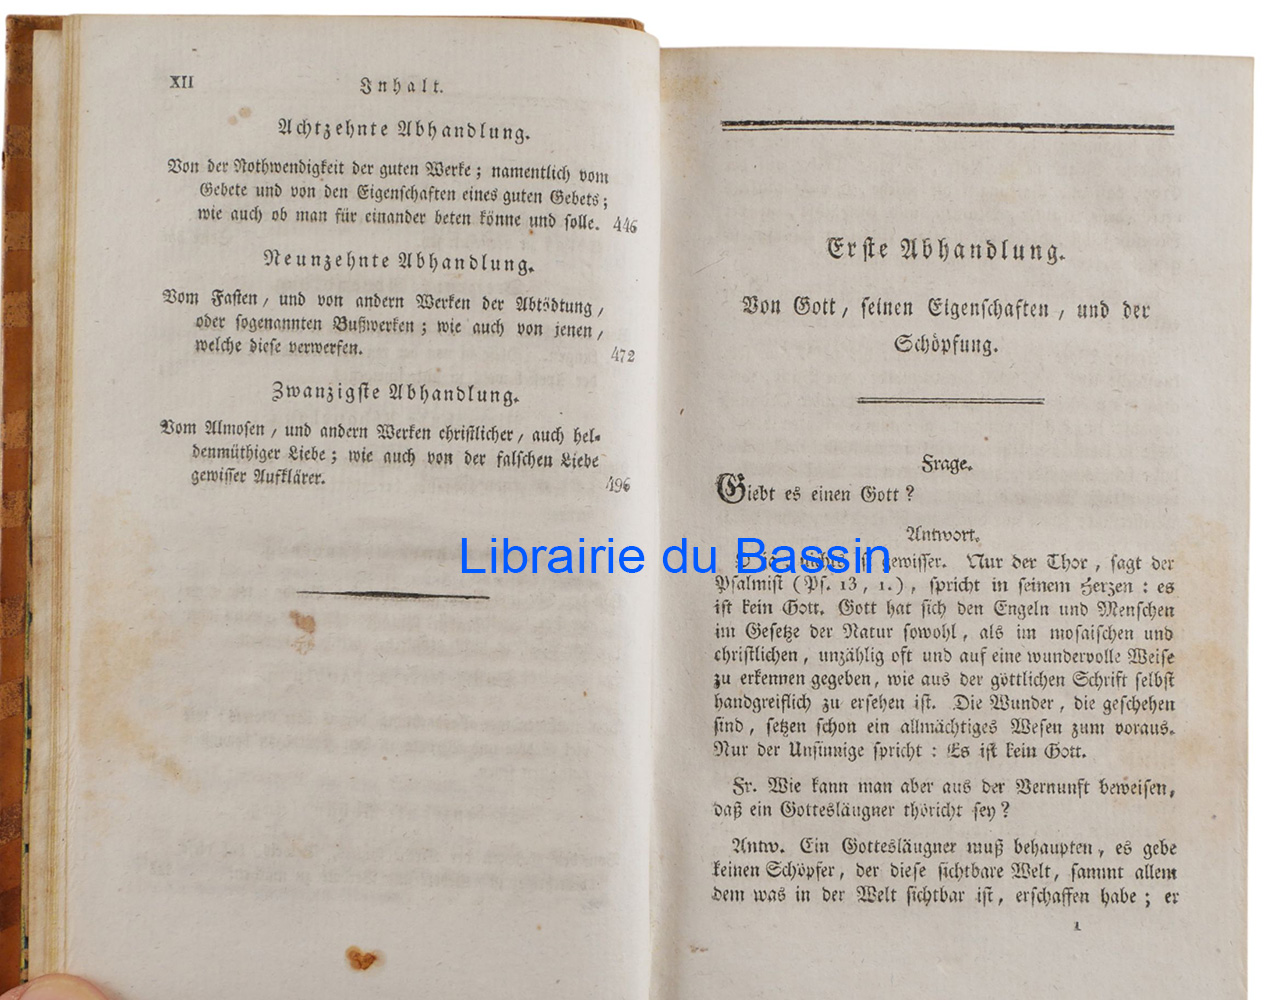 XII
Inhalt.
Achtzehnte Abhandlung.
Von der Nothwendigkeit der guten Werke; namentlich vom
Gebete und von den Eigenschaften eines guten Gebets;
wie auch ob man für einander beten könne und solle. 446
Neunzehnte Abhandlung.
Vom Fasten, und von andern Werken der Abtödtung,
oder sogenannten Bußwerken; wie auch von jenen,
welche diese verwerfen. 472
Zwanzigste Abhandlung.
Vom Almosen, und andern Werken christlicher, auch hel-
denmüthiger Liebe; wie auch von der falschen Liebe
gewisser Aufklärer. 496
Erste Abhandlung.
Von Gott, seinen Eigenschaften, und der
Schöpfung.
Frage.
Giebt es einen Gott?
Antwort.
nichts ist gewisser. Nur der Thor, sagt der
Psalmist (Ps. 13, 1.), spricht in seinem Herzen: es
ist kein Gott. Gott hat sich den Engeln und Menschen
im Gesetze der Natur sowohl, als im mosaischen und
christlichen, unzählig oft und auf eine wundervolle Weise
zu erkennen gegeben, wie aus der göttlichen Schrift selbst
handgreiflich zu ersehen ist. Die Wunder, die geschehen
sind, setzen schon ein allmächtiges Wesen zum voraus.
Nur der Unsinnige spricht: Es ist kein Gott.
Fr. Wie kann man aber aus der Vernunft beweisen,
daß ein Gottesläugner thöricht sey?
Antw. Ein Gottesläugner muß behaupten, es gebe
keinen Schöpfer, der diese sichtbare Welt, sammt allem
dem was in der Welt sichtbar ist, erschaffen habe; er
1
Librairie du Bassin